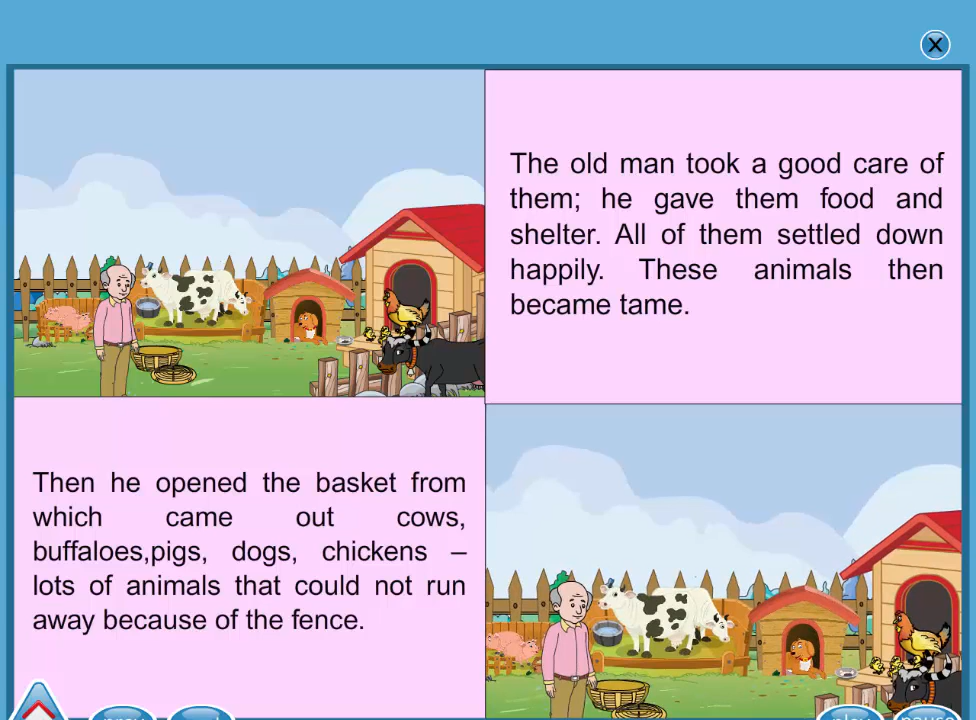 The old man took a good care of
them; he gave them food and
shelter. All of them settled down
happily. These animals then
became tame.
Then he opened the basket from
which came out cows,
buffaloes,pigs, dogs, chickens –
lots of animals that could not run
away because of the fence.